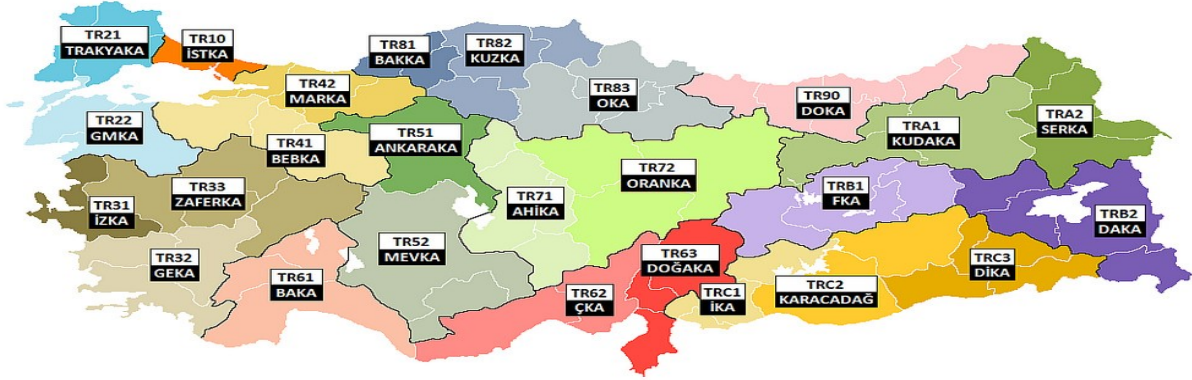 TR21
TRAKYAKA
TR10
İSTKA
TR81
BAKKA
TR82
KUZKA
TR42
MARKA
TR83
OKA
TR90
DOKA
TRA2
SERKA
TR22
GMKA
TR41
BEBKA
TR51
ANKARAKA
TRA1
KUDAKA
TR72
ORANKA
TR33
ZAFERKA
TR31
İZKA
TR71
AHİKA
TRB1
FKA
TRB2
DAKA
TR52
MEVKA
TR32
GEKA
TR61
BAKA
TR63
DOĞAKA
TRC3
DİKA
TR62
ÇKA
TRC1
İKA
TRC2
KARACADAĞ